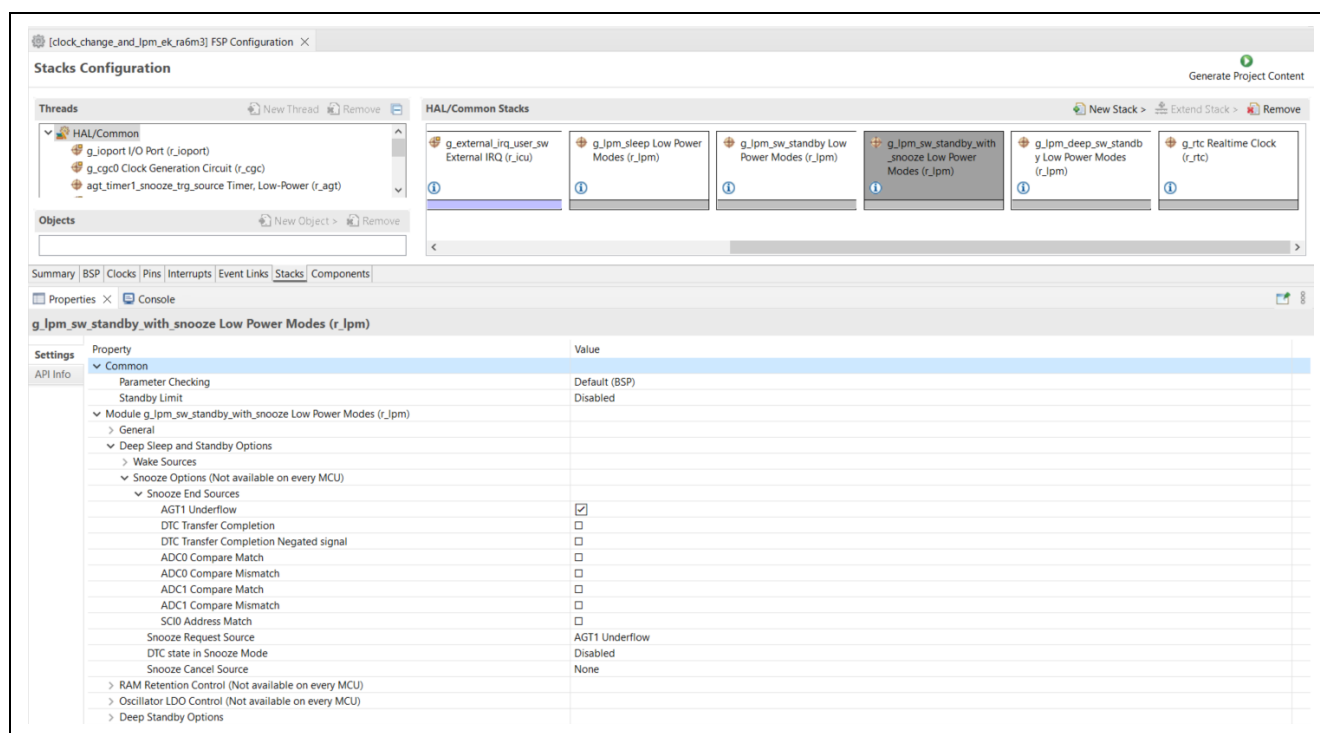 [clock_change_and_lpm_ek_ra6m3] FSP Configuration
Stacks Configuration
Generate Project Content
Threads
New Thread
Remove
HAL/Common
g_ioport I/O Port (r_ioport)
g_cgc0 Clock Generation Circuit (r_cgc)
agt_timer1_snooze_trg_source Timer, Low-Power (r_agt)
Objects
New Object >
Remove
HAL/Common Stacks
New Stack >
Extend Stack >
Remove
g_external_irq_user_sw
External IRQ (r_icu)
g_lpm_sleep Low Power
Modes (r_lpm)
g_lpm_sw_standby Low
Power Modes (r_lpm)
g_lpm_sw_standby_with
_snooze Low Power
Modes (r_lpm)
g_lpm_deep_sw_standb
y Low Power Modes
(r_lpm)
g_rtc Realtime Clock
(r_rtc)
Summary BSP Clocks Pins Interrupts Event Links Stacks Components
Properties
Console
g_lpm_sw_standby_with_snooze Low Power Modes (r_lpm)
Settings
API Info
Property Value
Common
Parameter Checking Default (BSP)
Standby Limit Disabled
Module g_lpm_sw_standby_with_snooze Low Power Modes (r_lpm)
General
Deep Sleep and Standby Options
Wake Sources
Snooze Options (Not available on every MCU)
Snooze End Sources
AGT1 Underflow
DTC Transfer Completion
DTC Transfer Completion Negated signal
ADC0 Compare Match
ADC0 Compare Mismatch
ADC1 Compare Match
ADC1 Compare Mismatch
SCI0 Address Match
Snooze Request Source AGT1 Underflow
DTC state in Snooze Mode Disabled
Snooze Cancel Source None
RAM Retention Control (Not available on every MCU)
Oscillator LDO Control (Not available on every MCU)
Deep Standby Options